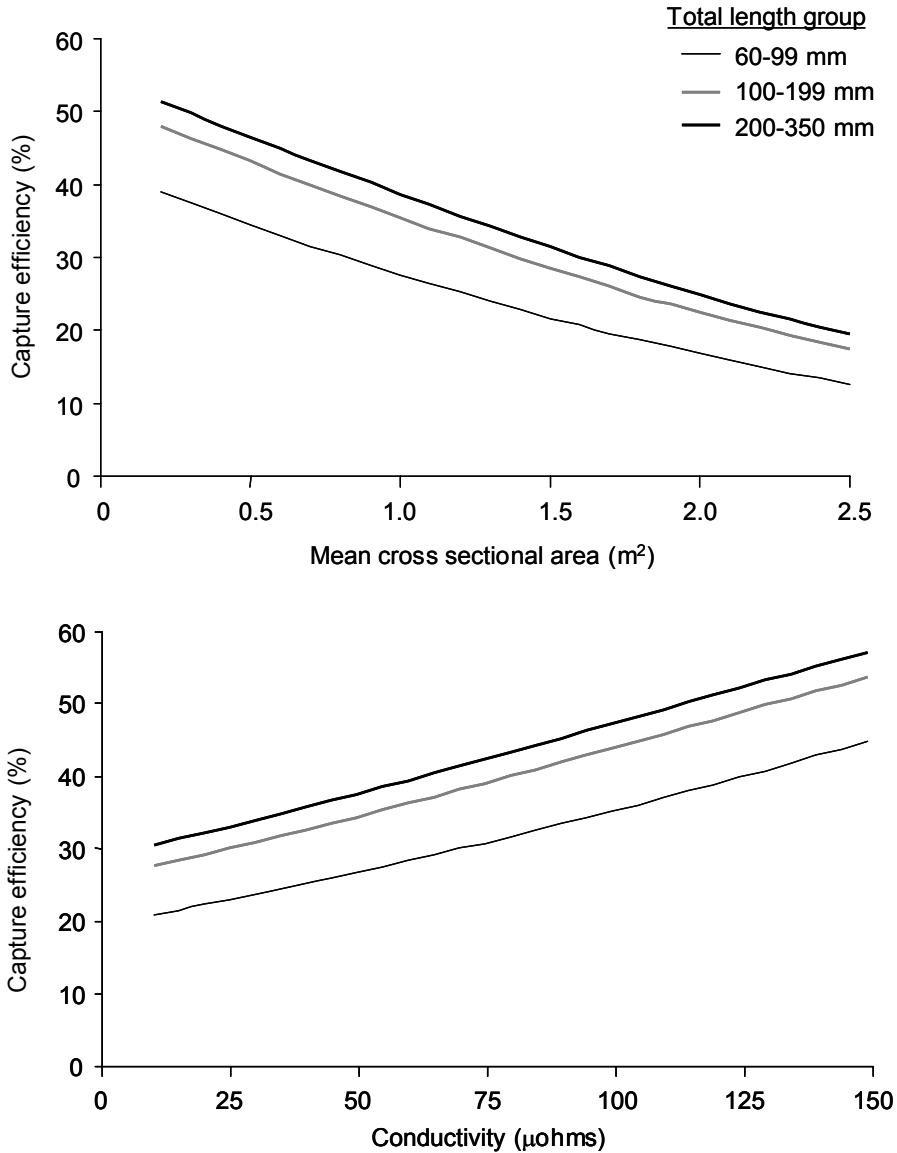 Total length group
60-99 mm
100-199 mm
200-350 mm
60
50
40
30
20
10
0
Capture efficiency (%)
0 0.5 1.0 1.5 2.0 2.5
Mean cross sectional area (m²)
60
50
40
30
20
10
0
Capture efficiency (%)
0 25 50 75 100 125 150
Conductivity (μohms)